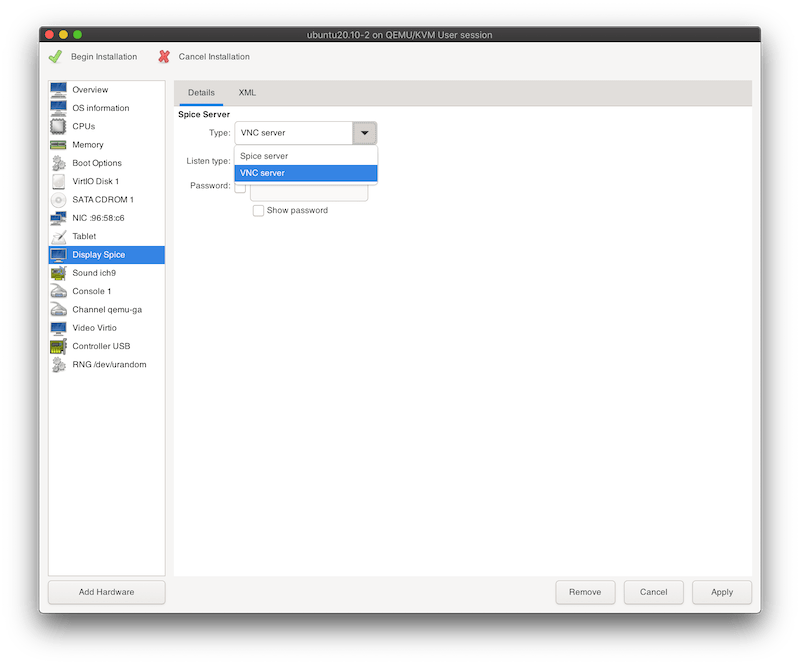 ubuntu20.10-2 on QEMU/KVM User session
Begin Installation
Cancel Installation
Overview
OS information
CPUs
Memory
Boot Options
VirtIO Disk 1
SATA CDROM 1
NIC :96:58:c6
Tablet
Display Spice
Sound ich9
Console 1
Channel qemu-ga
Video Virtio
Controller USB
RNG /dev/urandom
Add Hardware
Details
XML
Spice Server
Type:
VNC server
Spice server
VNC server
Listen type:
Password:
Show password
Remove
Cancel
Apply